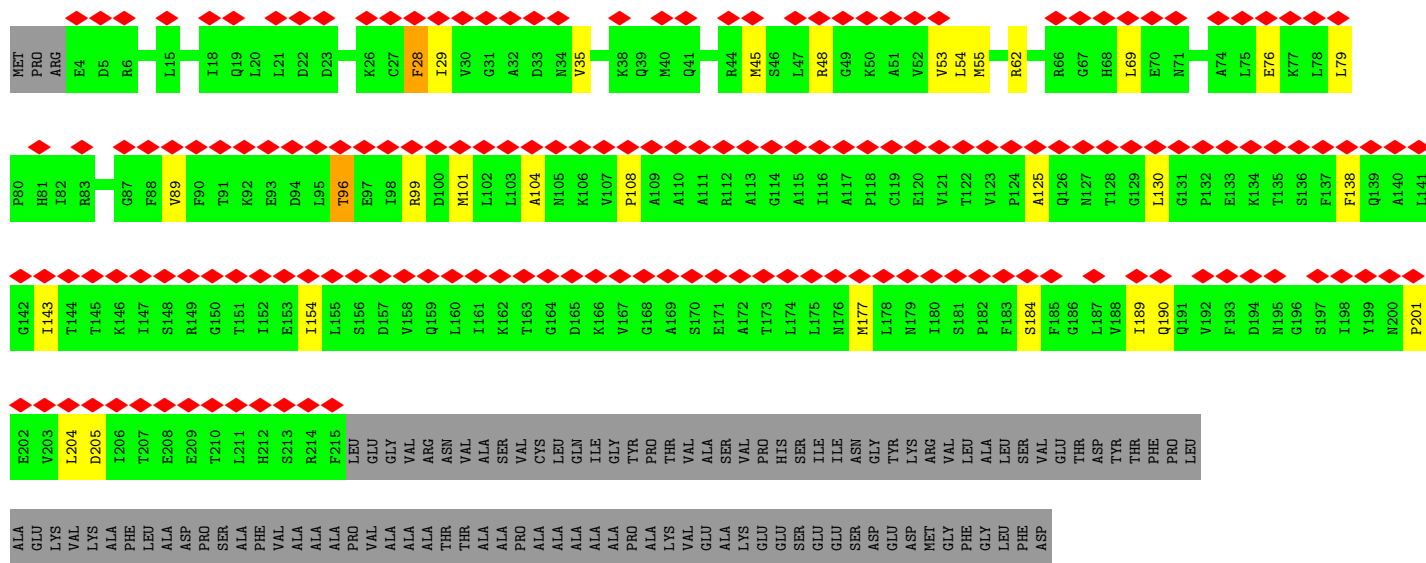 MET PRO ARG E4 D5 R6 L15 I18 Q19 L20 L21 D22 D23 K26 C27 F28 I29 V30 G31 A32 D33 N34 V35 K38 Q39 M40 Q41 R44 M45 S46 L47 R48 G49 K50 A51 V52 V53 L54 M55 R62 R66 G67 H68 L69 E70 N71 A74 L75 E76 K77 L78 L79
P80 H81 I82 R83 G87 F88 V89 F90 T91 K92 E93 D94 L95 T96 E97 I98 R99 D100 M101 L102 L103 A104 N105 K106 V107 P108 A109 A110 A111 R112 A113 G114 A115 I116 A117 P118 C119 E120 V121 T122 V123 P124 A125 Q126 N127 T128 G129 L130 G131 P132 E133 K134 T135 S136 F137 F138 Q139 A140 L141
G142 I143 T144 T145 K146 I147 S148 R149 G150 T151 I152 E153 I154 L155 S156 D157 V158 Q159 L160 I161 K162 T163 G164 D165 K166 V167 G168 A169 S170 E171 A172 T173 L174 L175 N176 M177 L178 N179 I180 S181 P182 F183 S184 F185 G186 L187 V188 I189 Q190 Q191 V192 F193 D194 N195 G196 S197 I198 Y199 N200 P201
E202 V203 L204 D205 I206 T207 E208 E209 T210 L211 H212 S213 R214 F215 LEU GLU GLY VAL ARG ASN VAL ALA SER VAL CYS LEU GLN ILE GLY TYR PRO THR VAL ALA SER VAL PRO HIS SER ILE ILE ASN GLY TYR LYS ARG VAL LEU ALA LEU SER VAL GLU THR ASP TYR THR PHE PRO LEU
ALA GLU LYS VAL LYS ALA PHE LEU ALA ASP PRO SER ALA PHE VAL ALA ALA ALA PRO VAL ALA ALA ALA THR THR ALA ALA PRO ALA ALA ALA ALA ALA PRO ALA LYS VAL GLU ALA LYS GLU GLU SER GLU GLU SER ASP GLU ASP MET GLY PHE GLY LEU PHE ASP